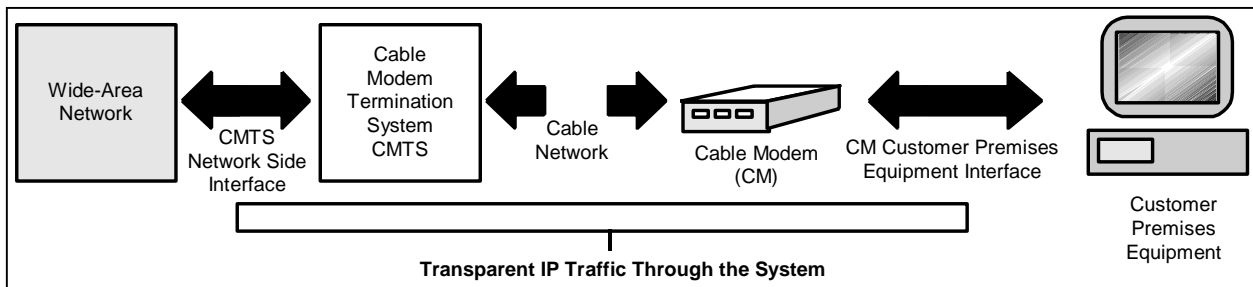 Wide-Area
Network
CMTS
Network Side
Interface
Cable
Modem
Termination
System
CMTS
Cable
Network
Cable Modem
(CM)
CM Customer Premises
Equipment Interface
Customer
Premises
Equipment
Transparent IP Traffic Through the System